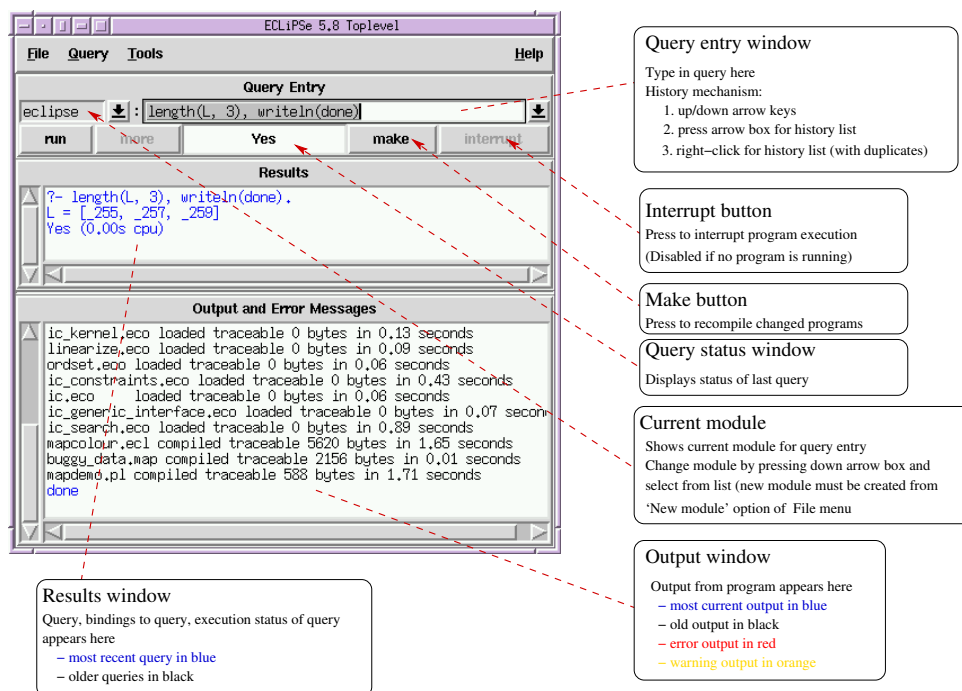 ECLiPSe 5.8 Toplevel
File Query Tools Help
Query Entry
eclipse : length(L, 3), writeln(done)
run more Yes make interrupt
Results
?- length(L, 3), writeln(done).
L = [_255, _257, _259]
Yes (0.00s cpu)
Output and Error Messages
ic_kernel.eco loaded traceable 0 bytes in 0.13 seconds
linearize.eco loaded traceable 0 bytes in 0.09 seconds
ordset.eco loaded traceable 0 bytes in 0.06 seconds
ic_constraints.eco loaded traceable 0 bytes in 0.43 seconds
ic.eco loaded traceable 0 bytes in 0.06 seconds
ic_generic_interface.eco loaded traceable 0 bytes in 0.07 secon
ic_search.eco loaded traceable 0 bytes in 0.89 seconds
mapcolour.ecl compiled traceable 5620 bytes in 1.65 seconds
buggy_data.map compiled traceable 2156 bytes in 0.01 seconds
mapdemo.pl compiled traceable 588 bytes in 1.71 seconds
done
Query entry window
Type in query here
History mechanism:
1. up/down arrow keys
2. press arrow box for history list
3. right−click for history list (with duplicates)
Interrupt button
Press to interrupt program execution
(Disabled if no program is running)
Make button
Press to recompile changed programs
Query status window
Displays status of last query
Current module
Shows current module for query entry
Change module by pressing down arrow box and
select from list (new module must be created from
‘New module’ option of File menu
Output window
Output from program appears here
− most current output in blue
− old output in black
− error output in red
− warning output in orange
Results window
Query, bindings to query, execution status of query
appears here
− most recent query in blue
− older queries in black